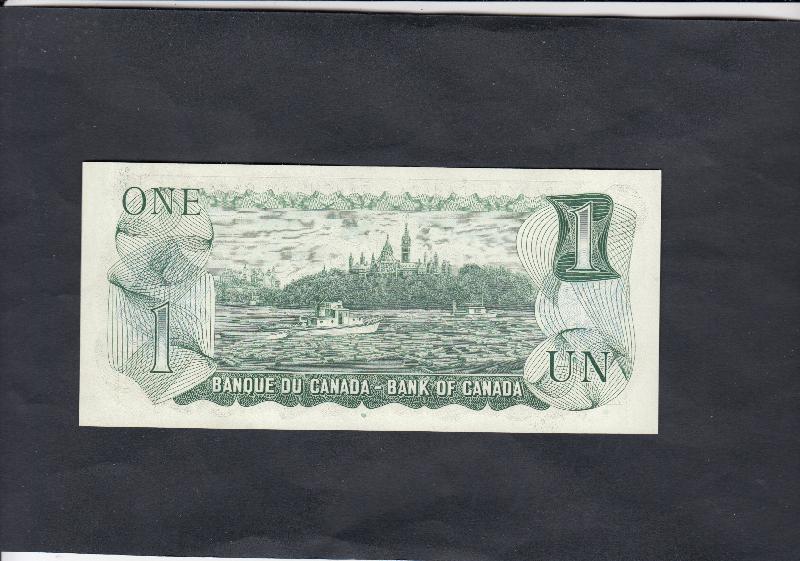 ONE
1
1
UN
BANQUE DU CANADA - BANK OF CANADA